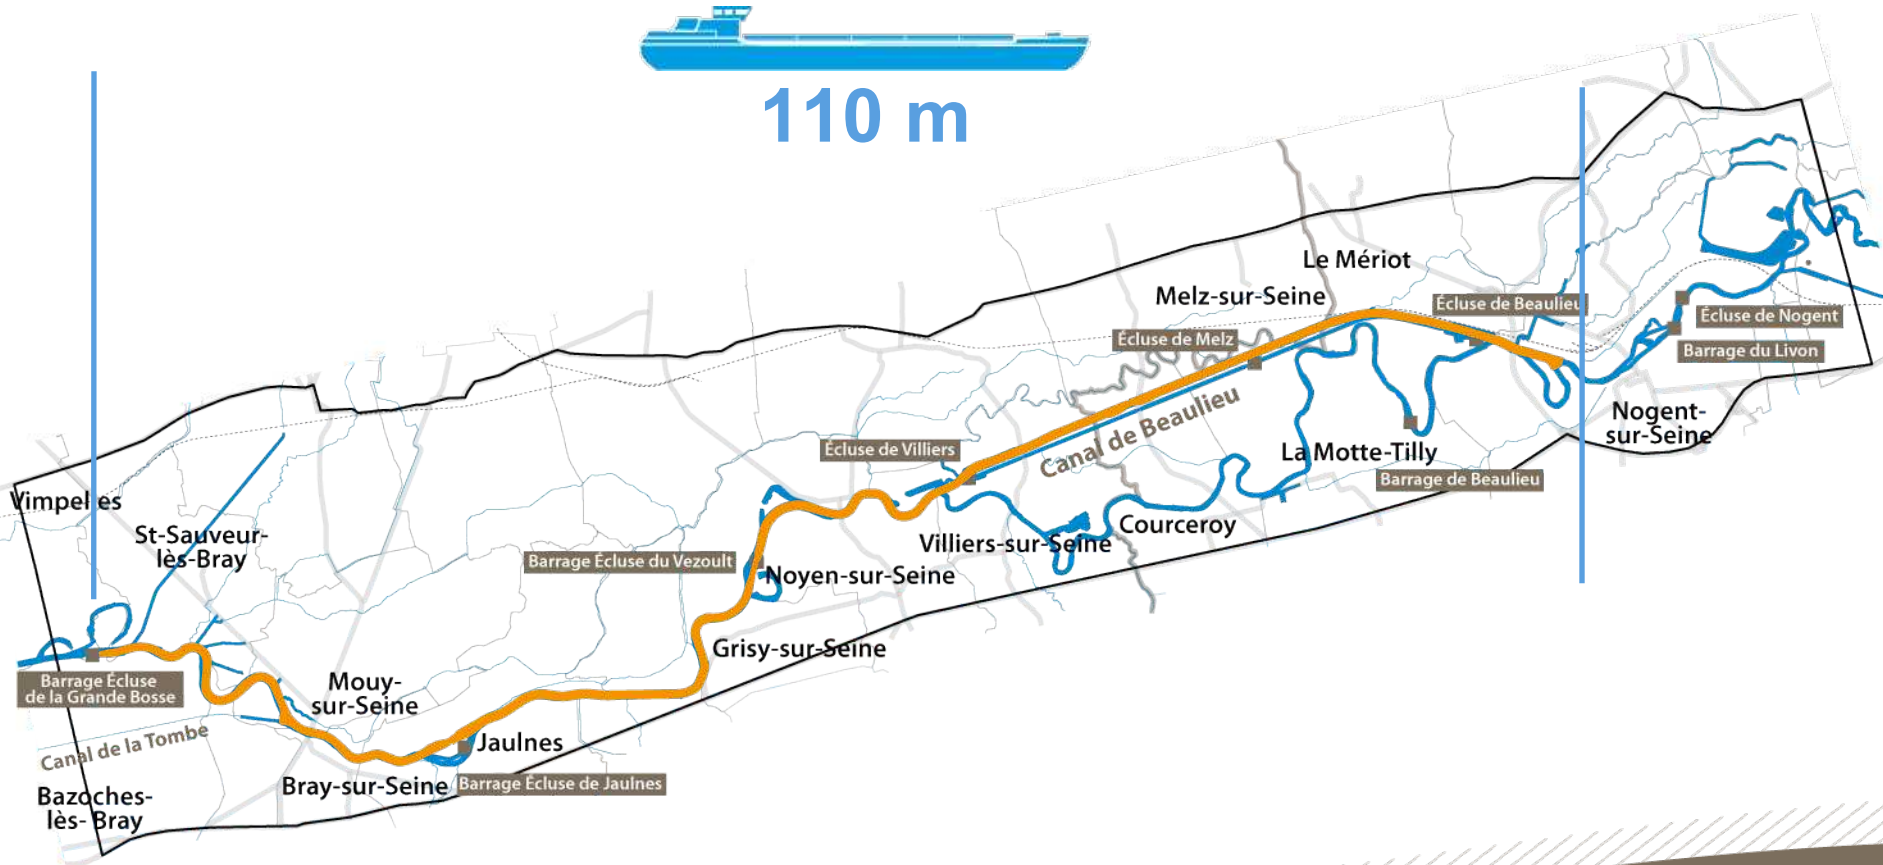 110 m
Le Mériot
Melz-sur-Seine
Écluse de Beaulieu
Écluse de Nogent
Écluse de Melz
Barrage du Livon
Canal de Beaulieu
Nogent-
sur-Seine
Écluse de Villiers
La Motte-Tilly
Barrage de Beaulieu
Vimpelles
St-Sauveur-
lès-Bray
Courceroy
Villiers-sur-Seine
Barrage Écluse du Vezoult
Noyen-sur-Seine
Grisy-sur-Seine
Barrage Écluse
de la Grande Bosse
Mouy-
sur-Seine
Canal de la Tombe
Jaulnes
Bray-sur-Seine
Barrage Écluse de Jaulnes
Bazoches-
lès-Bray